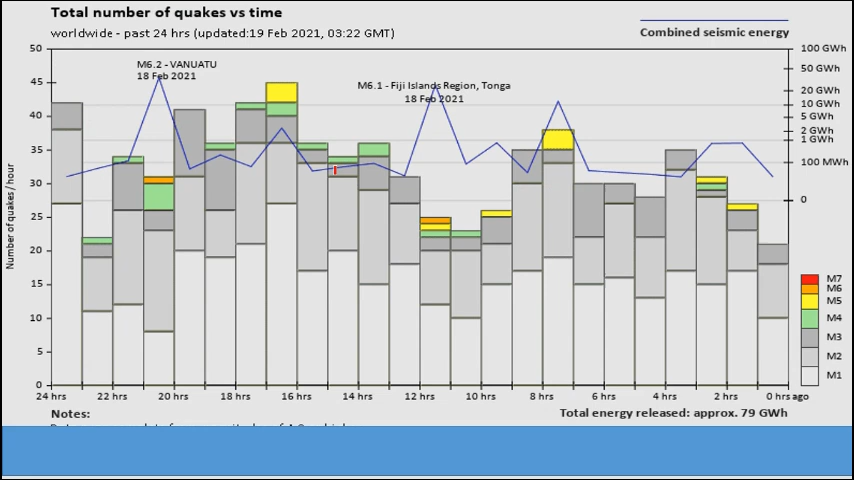 Total number of quakes vs time
worldwide - past 24 hrs (updated:19 Feb 2021, 03:22 GMT)
Combined seismic energy
50
45
40
35
30
25
20
15
10
5
0
Number of quakes / hour
M6.2 - VANUATU
18 Feb 2021
M6.1 - Fiji Islands Region, Tonga
18 Feb 2021
100 GWh
50 GWh
20 GWh
10 GWh
5 GWh
2 GWh
1 GWh
100 MWh
0
M7
M6
M5
M4
M3
M2
M1
24 hrs
22 hrs
20 hrs
18 hrs
16 hrs
14 hrs
12 hrs
10 hrs
8 hrs
6 hrs
4 hrs
2 hrs
0 hrs ago
Notes:
Total energy released: approx. 79 GWh